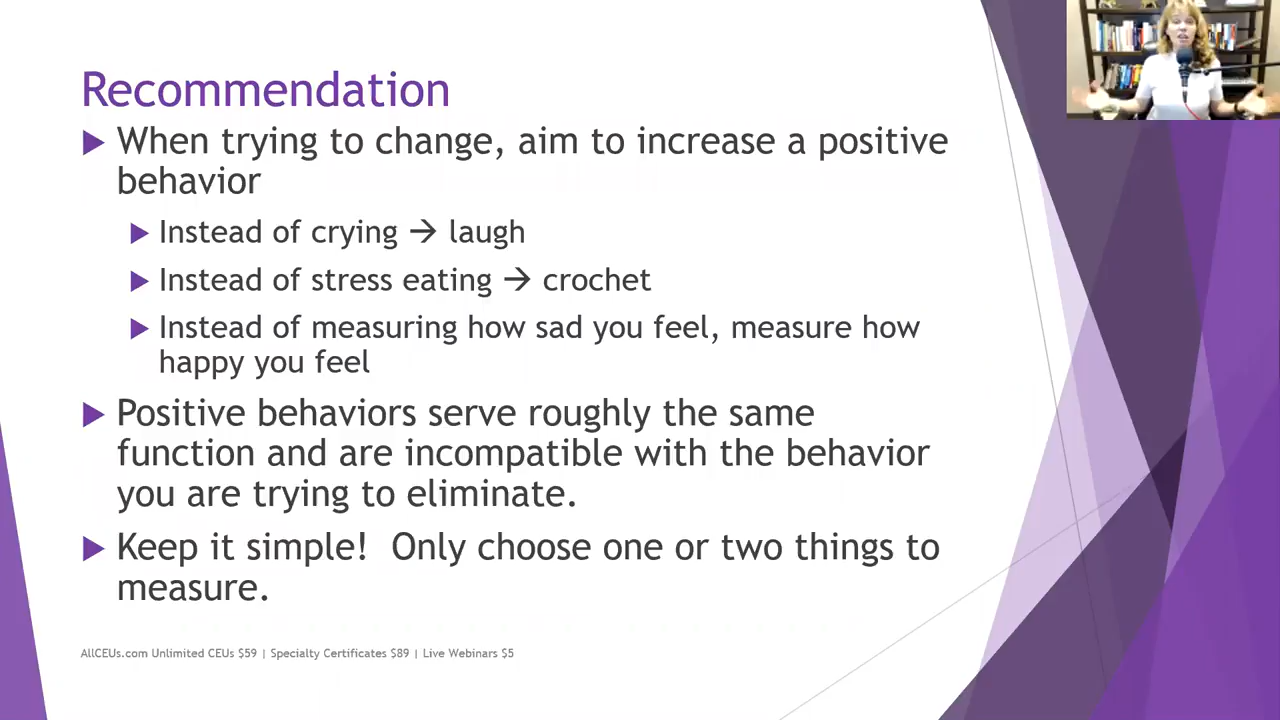 Recommendation
When trying to change, aim to increase a positive
behavior
Instead of crying → laugh
Instead of stress eating → crochet
Instead of measuring how sad you feel, measure how
happy you feel
Positive behaviors serve roughly the same
function and are incompatible with the behavior
you are trying to eliminate.
Keep it simple!  Only choose one or two things to
measure.
AllCEUs.com Unlimited CEUs $59 | Specialty Certificates $89 | Live Webinars $5